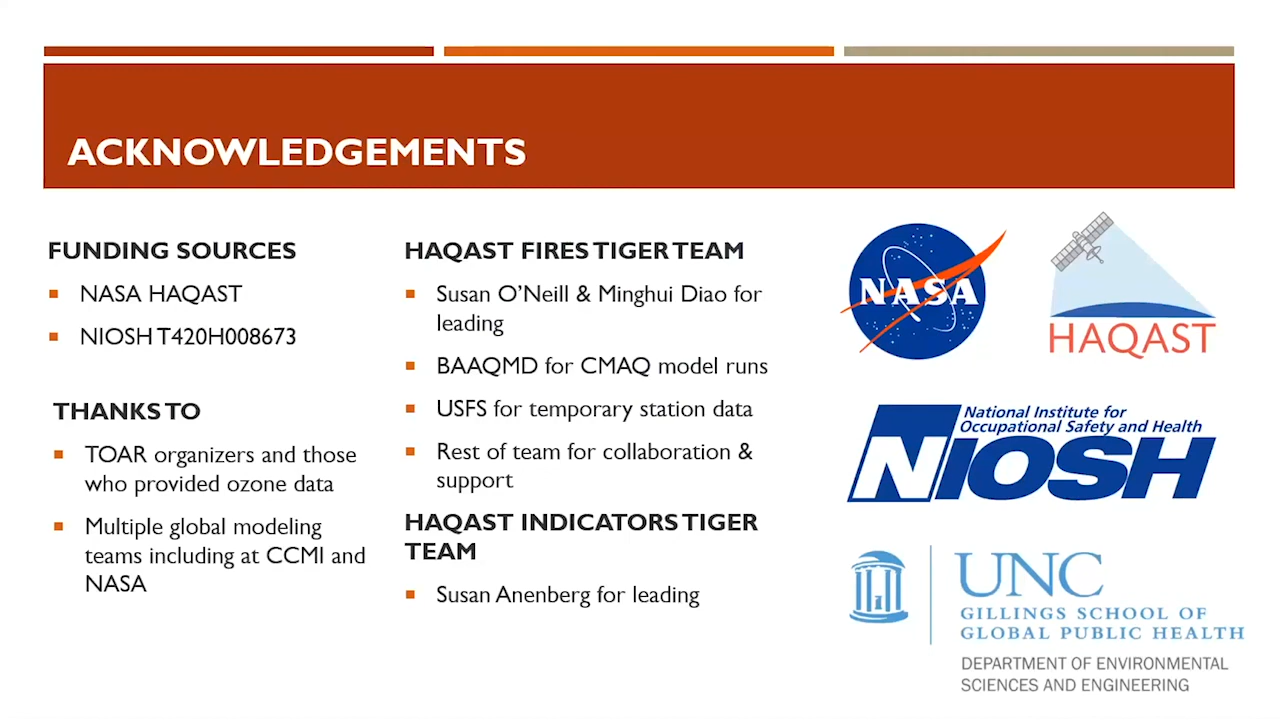 ACKNOWLEDGEMENTS
FUNDING SOURCES
NASA HAQAST
NIOSH T420H008673
THANKS TO
TOAR organizers and those
who provided ozone data
Multiple global modeling
teams including at CCMI and
NASA
HAQAST FIRES TIGER TEAM
Susan O’Neill & Minghui Diao for
leading
BAAQMD for CMAQ model runs
USFS for temporary station data
Rest of team for collaboration &
support
HAQAST INDICATORS TIGER
TEAM
Susan Anenberg for leading
NASA
HAQAST
National Institute for
Occupational Safety and Health
NIOSH
UNC
GILLINGS SCHOOL OF
GLOBAL PUBLIC HEALTH
DEPARTMENT OF ENVIRONMENTAL
SCIENCES AND ENGINEERING